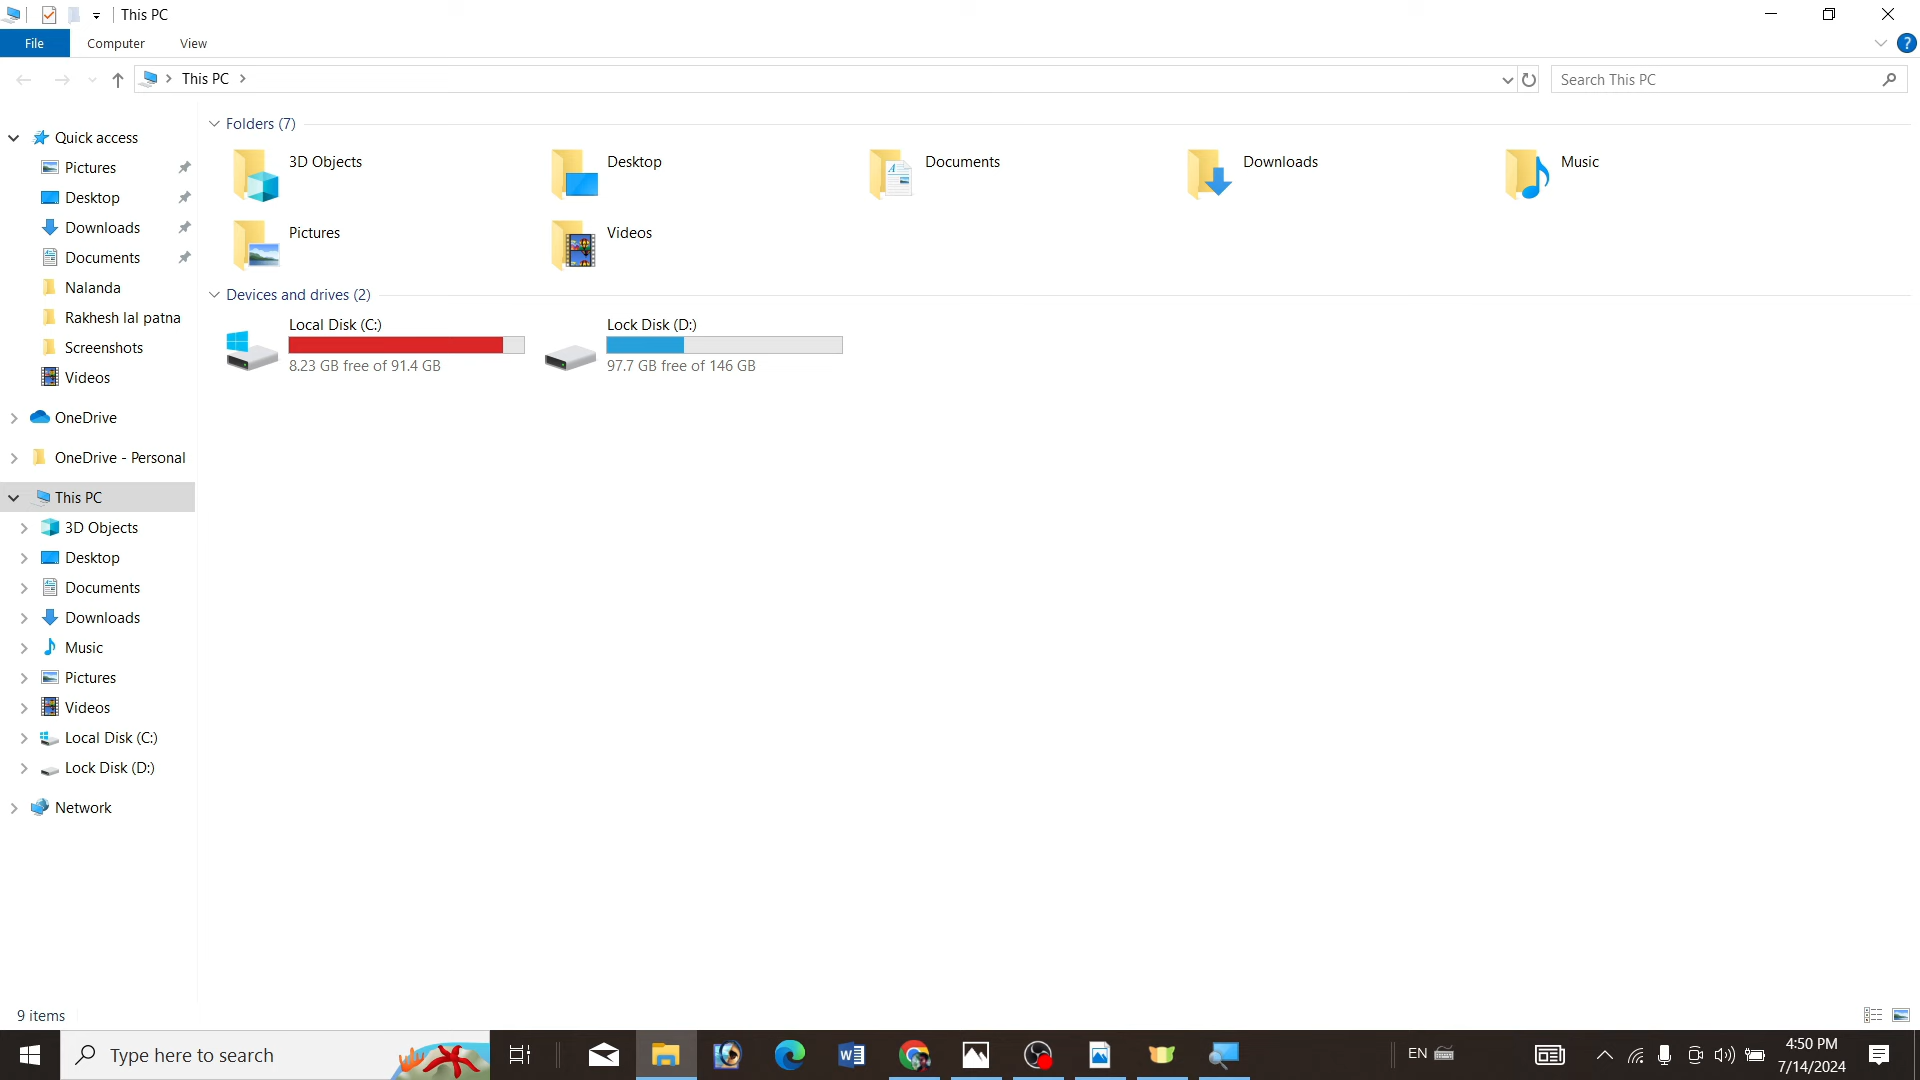 This PC
File Computer View
This PC
Search This PC
Quick access
Pictures
Desktop
Downloads
Documents
Nalanda
Rakhesh lal patna
Screenshots
Videos
OneDrive
OneDrive - Personal
This PC
3D Objects
Desktop
Documents
Downloads
Music
Pictures
Videos
Local Disk (C:)
Lock Disk (D:)
Network
Folders (7)
3D Objects
Desktop
Documents
Downloads
Music
Pictures
Videos
Devices and drives (2)
Local Disk (C:)
8.23 GB free of 91.4 GB
Lock Disk (D:)
97.7 GB free of 146 GB
9 items
Type here to search
EN
4:50 PM
7/14/2024